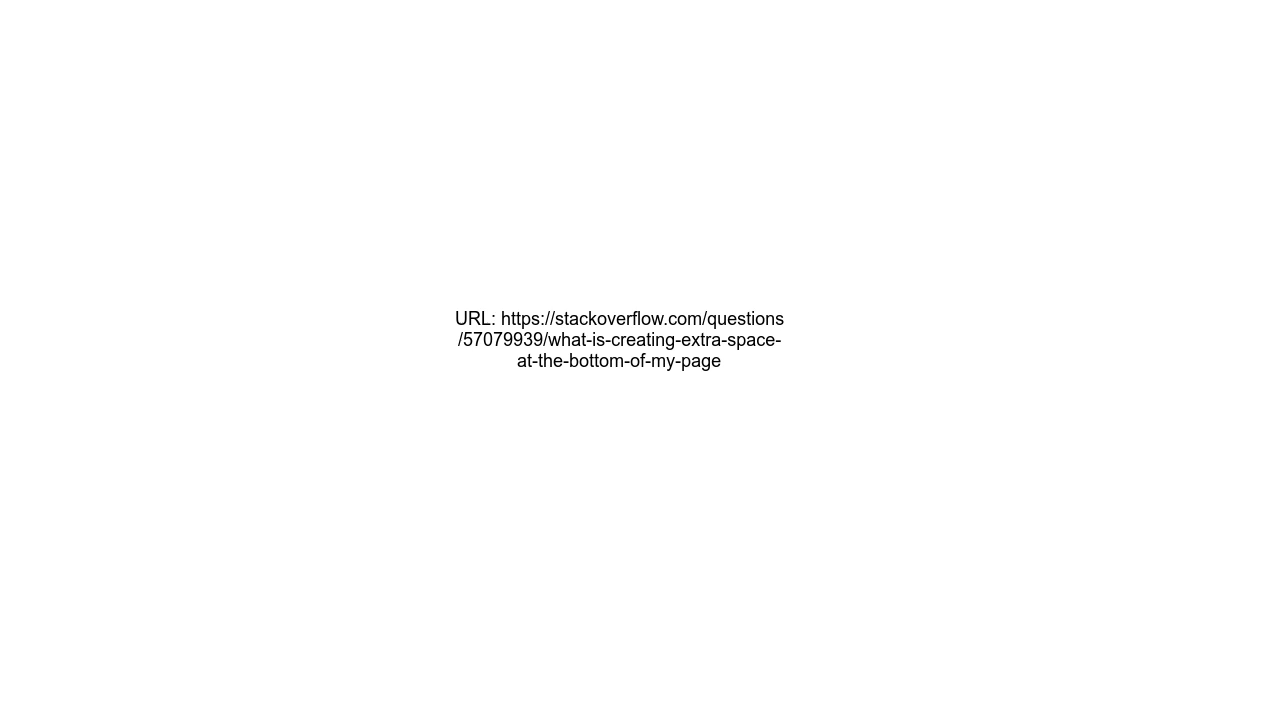 URL: https://stackoverflow.com/questions
/57079939/what-is-creating-extra-space-
at-the-bottom-of-my-page